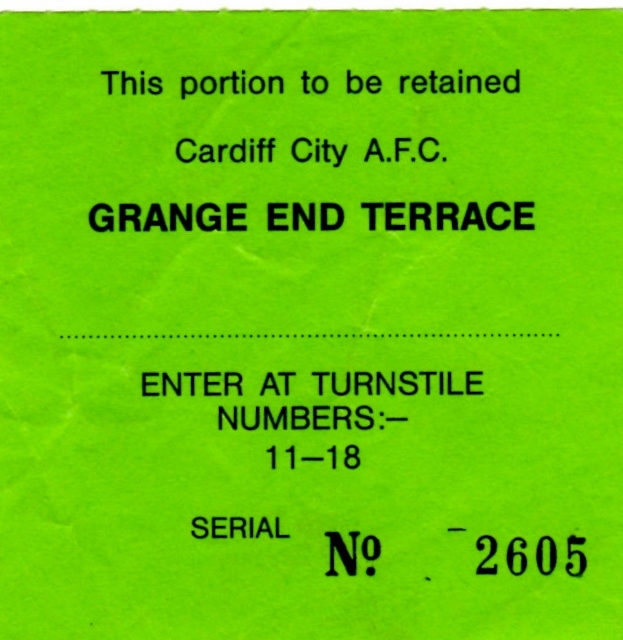 This portion to be retained
Cardiff City A.F.C.
GRANGE END TERRACE
ENTER AT TURNSTILE
NUMBERS:–
11–18
SERIAL Nº 2605